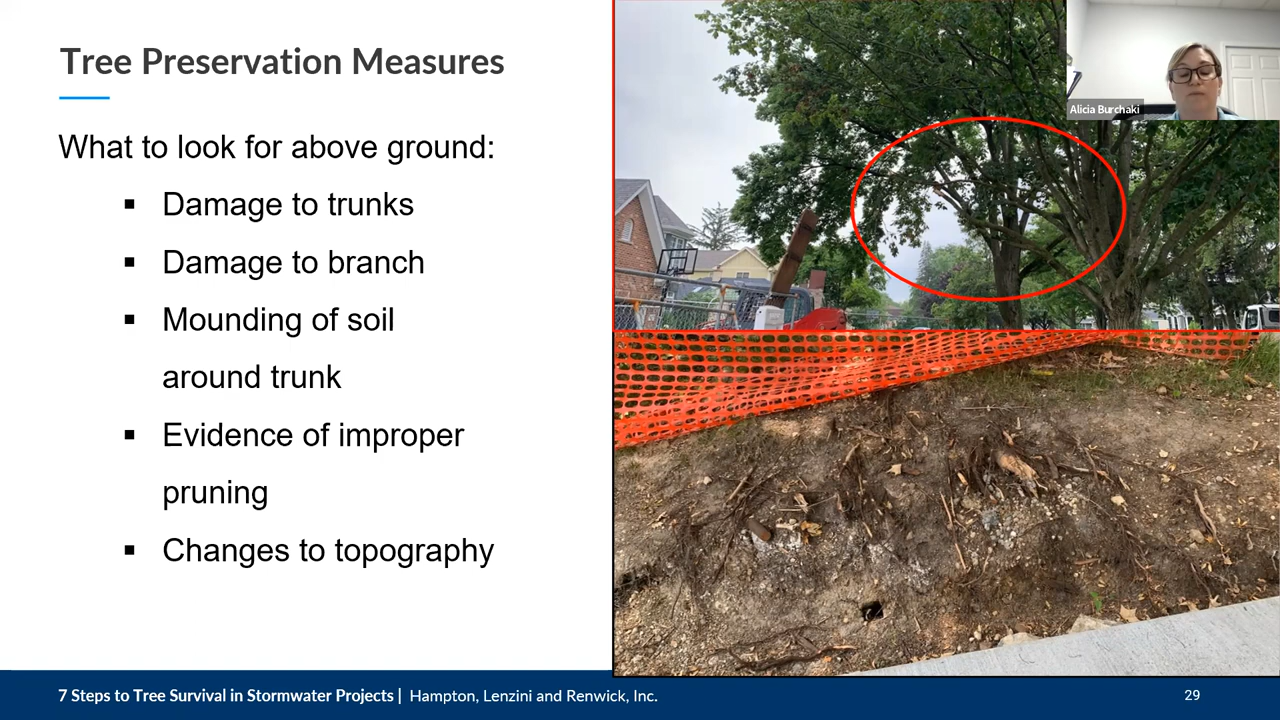 Tree Preservation Measures
What to look for above ground:
▪ Damage to trunks
▪ Damage to branch
▪ Mounding of soil
around trunk
▪ Evidence of improper
pruning
▪ Changes to topography
Alicia Burchaki
7 Steps to Tree Survival in Stormwater Projects | Hampton, Lenzini and Renwick, Inc.
29